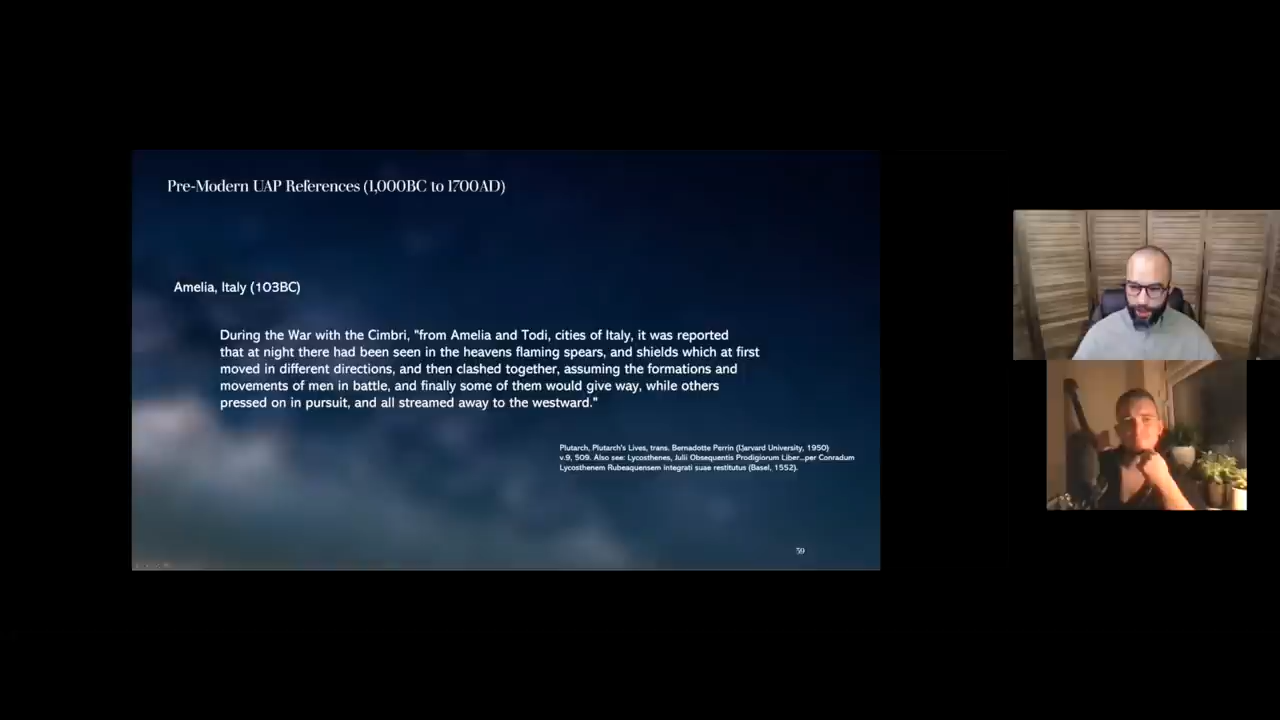 Pre-Modern UAP References (1,000BC to 1700AD)
Amelia, Italy (103BC)
During the War with the Cimbri, "from Amelia and Todi, cities of Italy, it was reported
that at night there had been seen in the heavens flaming spears, and shields which at first
moved in different directions, and then clashed together, assuming the formations and
movements of men in battle, and finally some of them would give way, while others
pressed on in pursuit, and all streamed away to the westward."
Plutarch, Plutarch's Lives, trans. Bernadotte Perrin (Harvard University, 1950)
v.9, 509. Also see: Lycosthenes, Julii Obsequentis Prodigiorum Liber...per Conradum
Lycosthenem Rubeaquensem integrati suae restitutus (Basel, 1552).
59